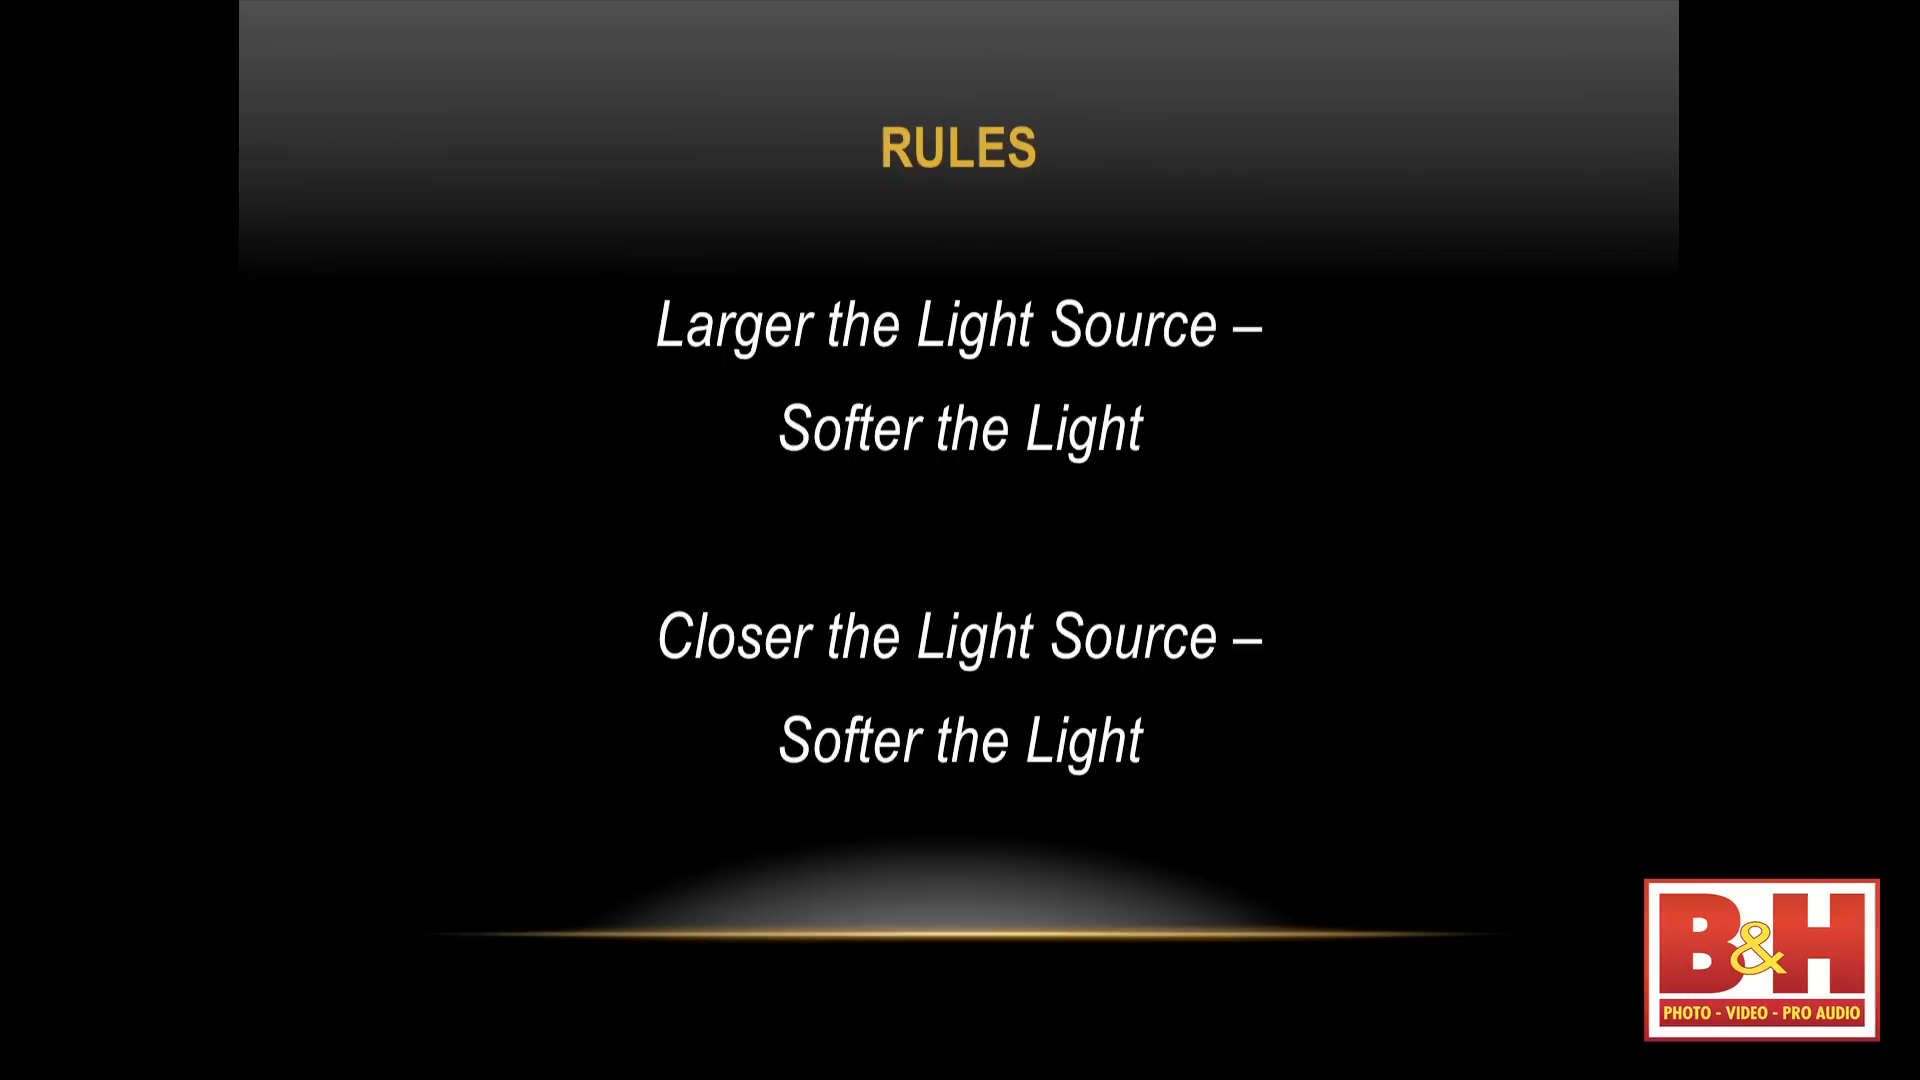 RULES
Larger the Light Source –
Softer the Light
Closer the Light Source –
Softer the Light
B&H
PHOTO - VIDEO - PRO AUDIO